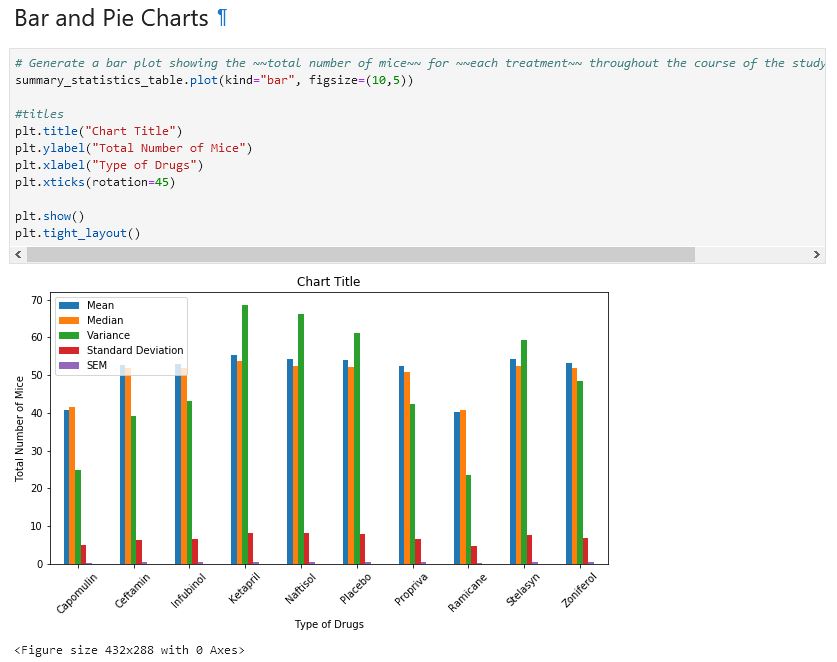 Bar and Pie Charts ¶
# Generate a bar plot showing the ~~total number of mice~~ for ~~each treatment~~ throughout the course of the study
summary_statistics_table.plot(kind="bar", figsize=(10,5))
#titles
plt.title("Chart Title")
plt.ylabel("Total Number of Mice")
plt.xlabel("Type of Drugs")
plt.xticks(rotation=45)
plt.show()
plt.tight_layout()
Chart Title
70
60
50
40
30
20
10
0
Total Number of Mice
Mean
Median
Variance
Standard Deviation
SEM
Capomulin
Ceftamin
Infubinol
Ketapril
Naftisol
Placebo
Propriva
Ramicane
Stelasyn
Zoniferol
Type of Drugs
<Figure size 432x288 with 0 Axes>